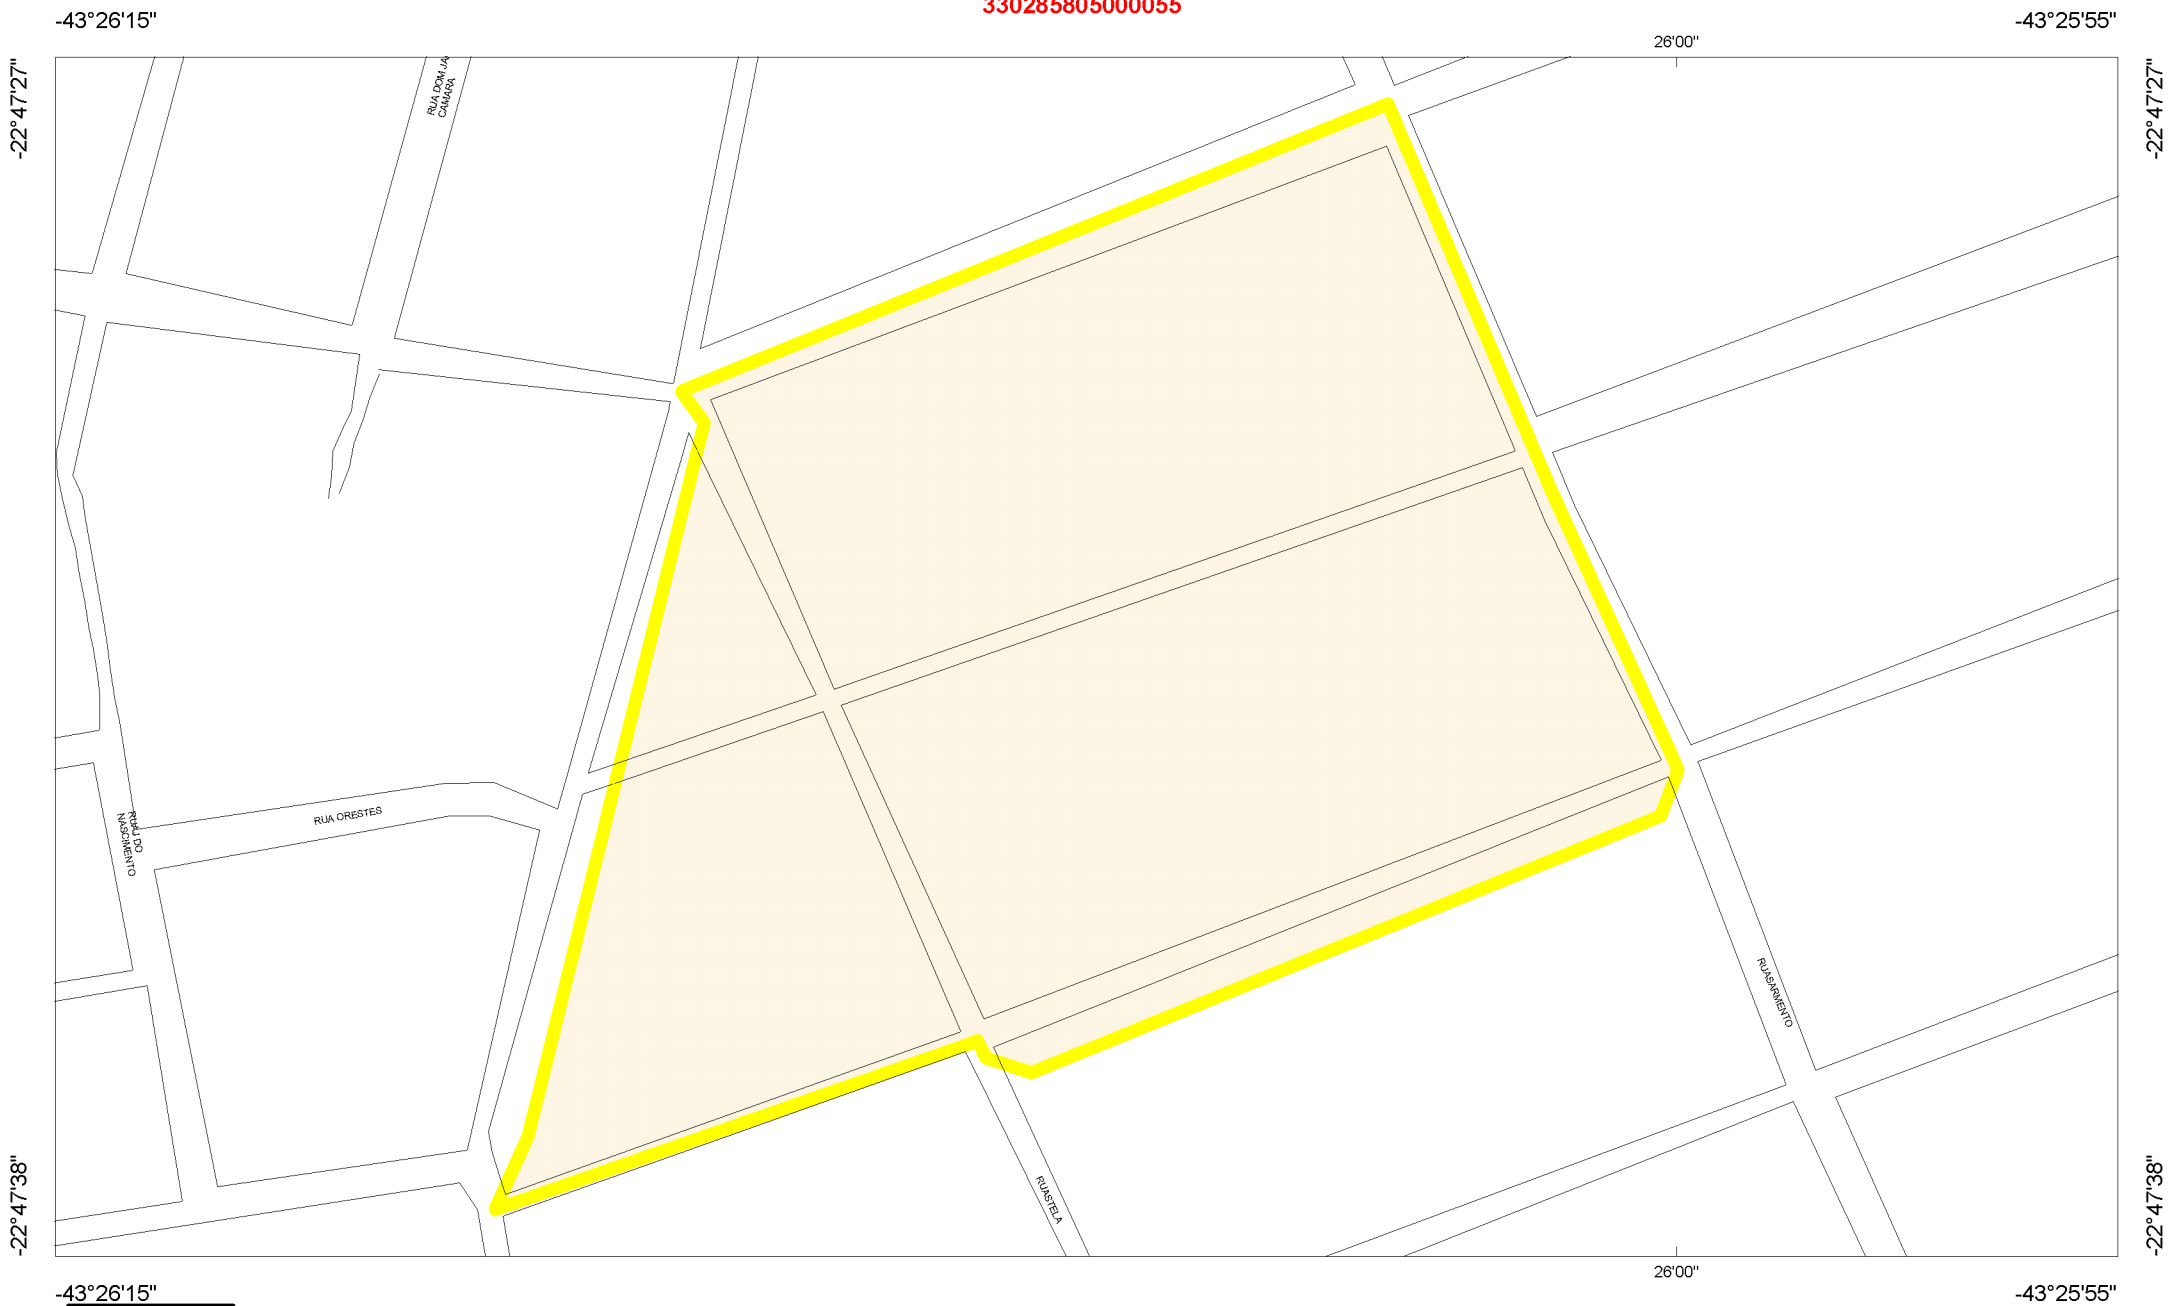 330285805000055
-43°26'15"
-43°25'55"
26'00"
-22°47'27"
-22°47'27"
RUA DOM JA
CAMARA
RUA ORESTES
RUAJ DO
NASCIMENTO
RUASARMENTO
RUASTELA
-22°47'38"
-22°47'38"
26'00"
-43°26'15"
-43°25'55"